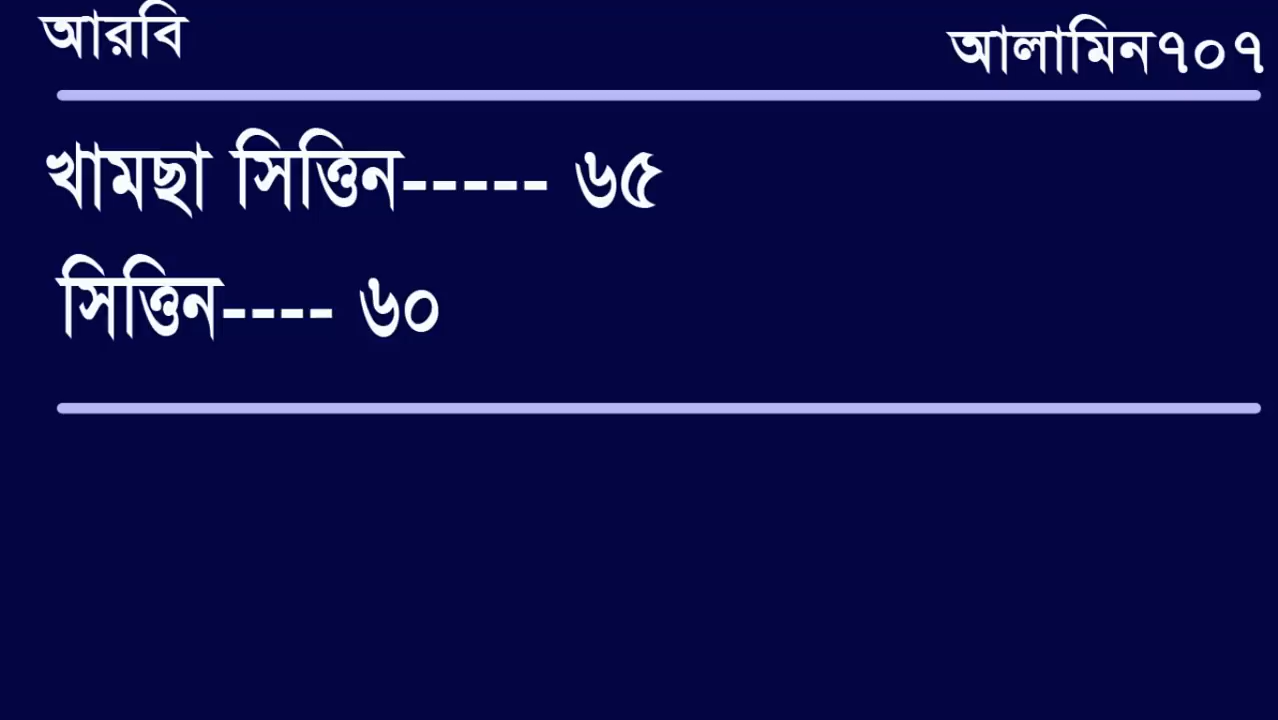 আরবি
আলামিন৭০৭
খামছা সিত্তিন----- ৬৫
সিত্তিন---- ৬০